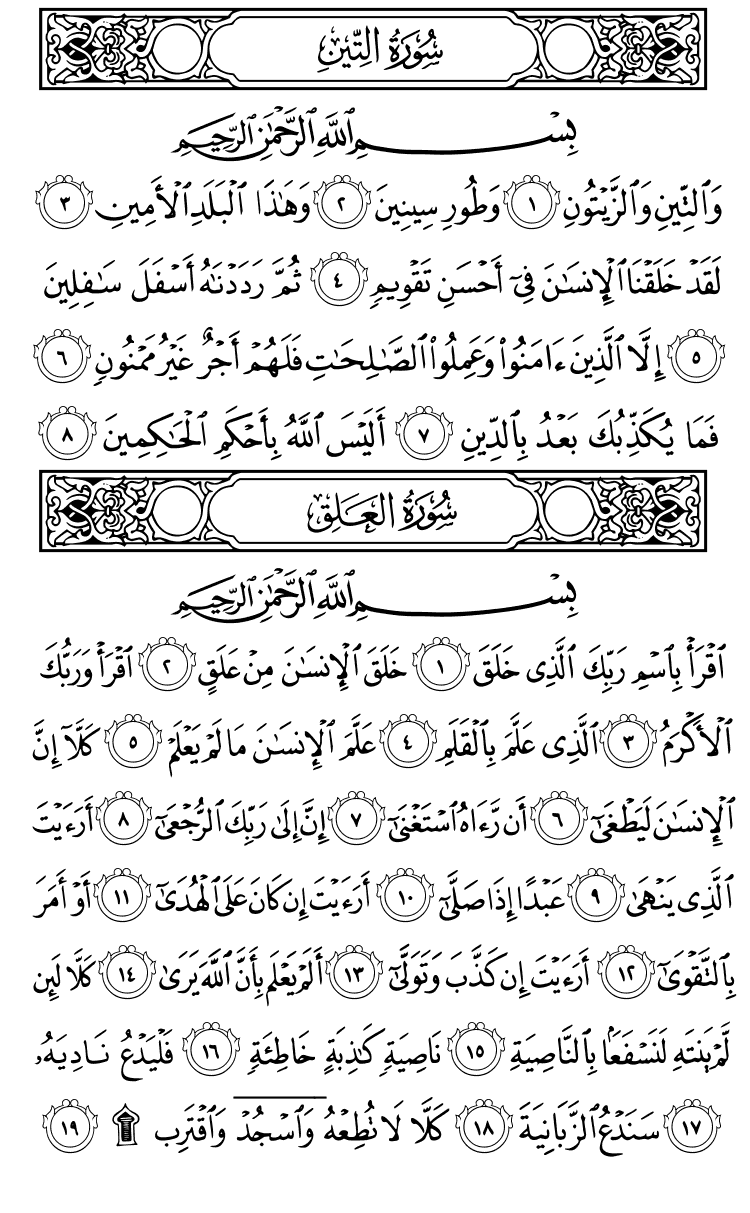 سُورَةُ التِّينِ
بِسْمِ ٱللَّهِ ٱلرَّحْمَٰنِ ٱلرَّحِيمِ
وَٱلتِّينِ وَٱلزَّيْتُونِ ١ وَطُورِ سِينِينَ ٢ وَهَٰذَا ٱلْبَلَدِ ٱلْأَمِينِ ٣
لَقَدْ خَلَقْنَا ٱلْإِنسَٰنَ فِىٓ أَحْسَنِ تَقْوِيمٍ ٤ ثُمَّ رَدَدْنَٰهُ أَسْفَلَ سَٰفِلِينَ
٥ إِلَّا ٱلَّذِينَ ءَامَنُوا۟ وَعَمِلُوا۟ ٱلصَّٰلِحَٰتِ فَلَهُمْ أَجْرٌ غَيْرُ مَمْنُونٍ ٦
فَمَا يُكَذِّبُكَ بَعْدُ بِٱلدِّينِ ٧ أَلَيْسَ ٱللَّهُ بِأَحْكَمِ ٱلْحَٰكِمِينَ ٨
سُورَةُ العَلَقِ
بِسْمِ ٱللَّهِ ٱلرَّحْمَٰنِ ٱلرَّحِيمِ
ٱقْرَأْ بِٱسْمِ رَبِّكَ ٱلَّذِى خَلَقَ ١ خَلَقَ ٱلْإِنسَٰنَ مِنْ عَلَقٍ ٢ ٱقْرَأْ وَرَبُّكَ
ٱلْأَكْرَمُ ٣ ٱلَّذِى عَلَّمَ بِٱلْقَلَمِ ٤ عَلَّمَ ٱلْإِنسَٰنَ مَا لَمْ يَعْلَمْ ٥ كَلَّآ إِنَّ
ٱلْإِنسَٰنَ لَيَطْغَىٰٓ ٦ أَن رَّءَاهُ ٱسْتَغْنَىٰٓ ٧ إِنَّ إِلَىٰ رَبِّكَ ٱلرُّجْعَىٰٓ ٨ أَرَءَيْتَ
ٱلَّذِى يَنْهَىٰ ٩ عَبْدًا إِذَا صَلَّىٰٓ ١٠ أَرَءَيْتَ إِن كَانَ عَلَى ٱلْهُدَىٰٓ ١١ أَوْ أَمَرَ
بِٱلتَّقْوَىٰٓ ١٢ أَرَءَيْتَ إِن كَذَّبَ وَتَوَلَّىٰٓ ١٣ أَلَمْ يَعْلَم بِأَنَّ ٱللَّهَ يَرَىٰ ١٤ كَلَّا لَئِن
لَّمْ يَنتَهِ لَنَسْفَعًۢا بِٱلنَّاصِيَةِ ١٥ نَاصِيَةٍ كَٰذِبَةٍ خَاطِئَةٍ ١٦ فَلْيَدْعُ نَادِيَهُۥ
١٧ سَنَدْعُ ٱلزَّبَانِيَةَ ١٨ كَلَّا لَا تُطِعْهُ وَٱسْجُدْ وَٱقْتَرِب ۩ ١٩